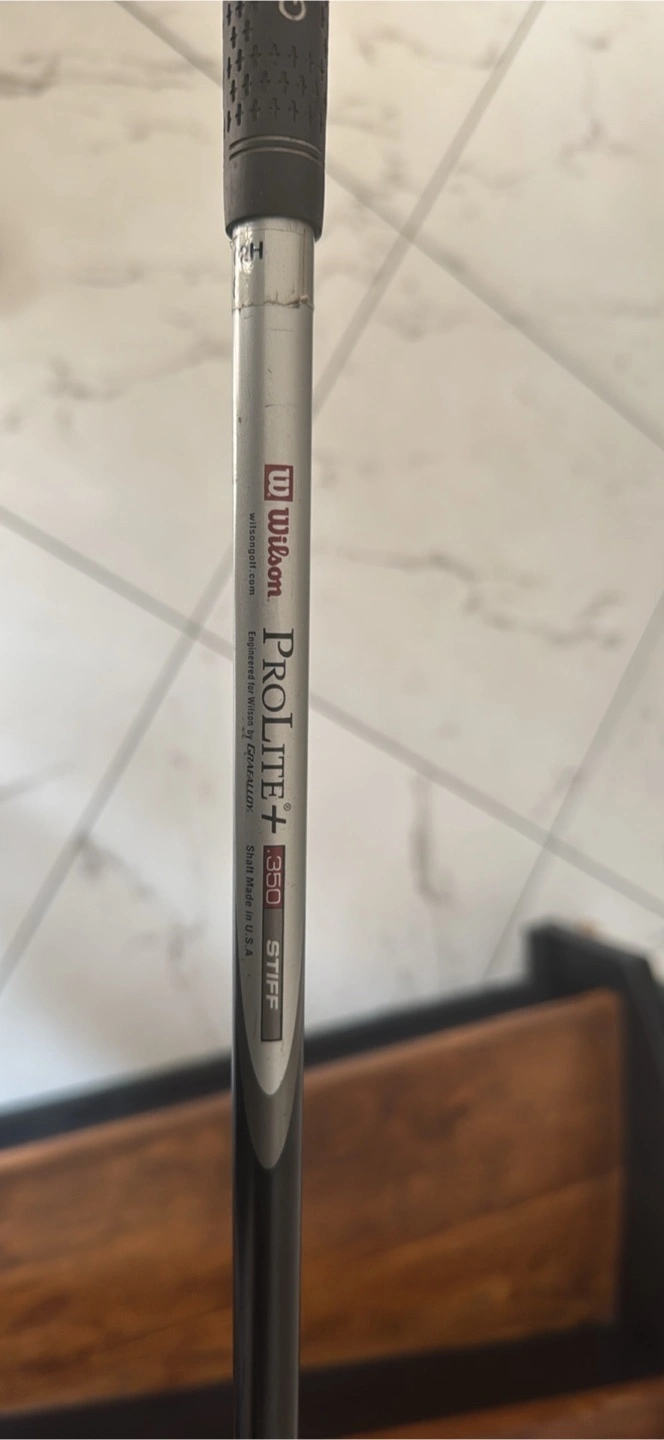 Wilson
wilsongolf.com
PROLITE®+
Engineered for Wilson by GRAFALLOY
.350
STIFF
Shaft Made in U.S.A